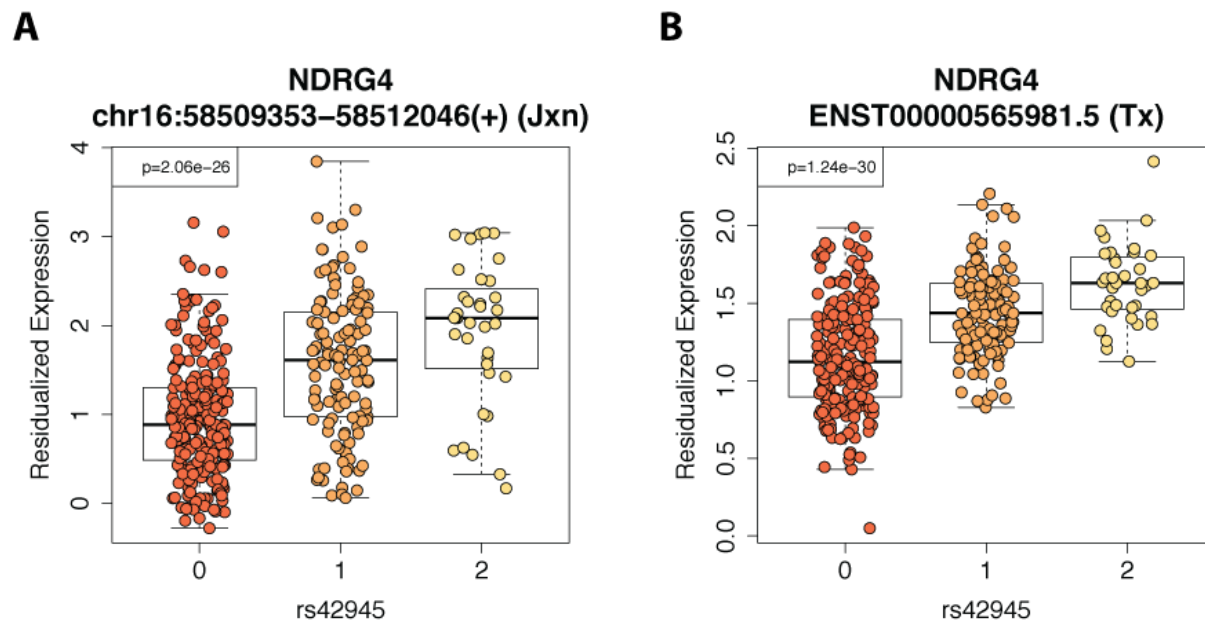 A
NDRG4
chr16:58509353–58512046(+) (Jxn)
p=2.06e−26
Residualized Expression
4
3
2
1
0
0 1 2
rs42945
B
NDRG4
ENST00000565981.5 (Tx)
p=1.24e−30
Residualized Expression
2.5
2.0
1.5
1.0
0.5
0.0
0 1 2
rs42945